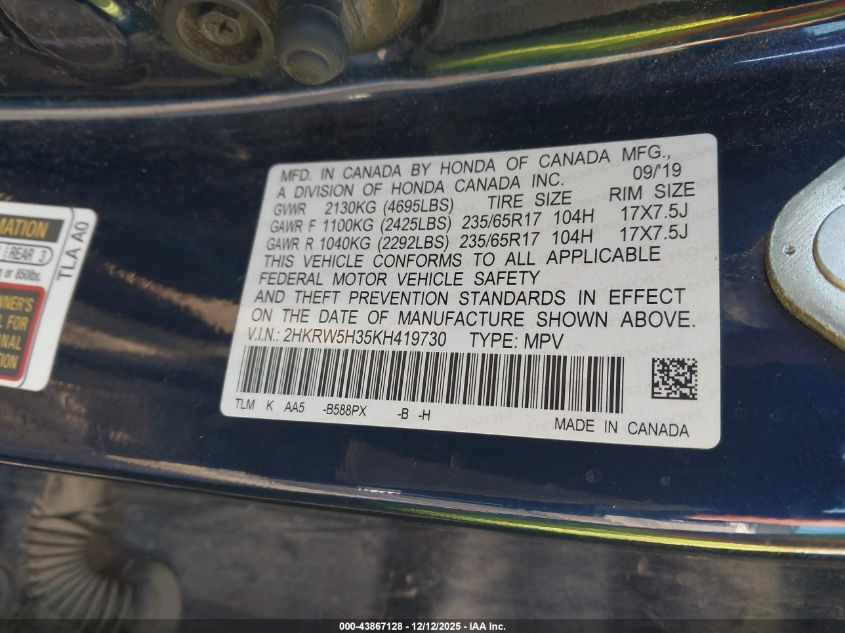 MFD. IN CANADA BY HONDA OF CANADA MFG.,
A DIVISION OF HONDA CANADA INC. 09/'19
GVWR 2130KG (4695LBS) TIRE SIZE RIM SIZE
GAWR F 1100KG (2425LBS) 235/65R17 104H 17X7.5J
GAWR R 1040KG (2292LBS) 235/65R17 104H 17X7.5J
THIS VEHICLE CONFORMS TO ALL APPLICABLE
FEDERAL MOTOR VEHICLE SAFETY
AND THEFT PREVENTION STANDARDS IN EFFECT
ON THE DATE OF MANUFACTURE SHOWN ABOVE.
V.I.N.: 2HKRW5H35KH419730 TYPE: MPV
TLM K AA5 -B588PX -B -H
MADE IN CANADA
REAR 3
or 850lbs.
TLA A0
000-43867128 - 12/12/2025 - IAA Inc.